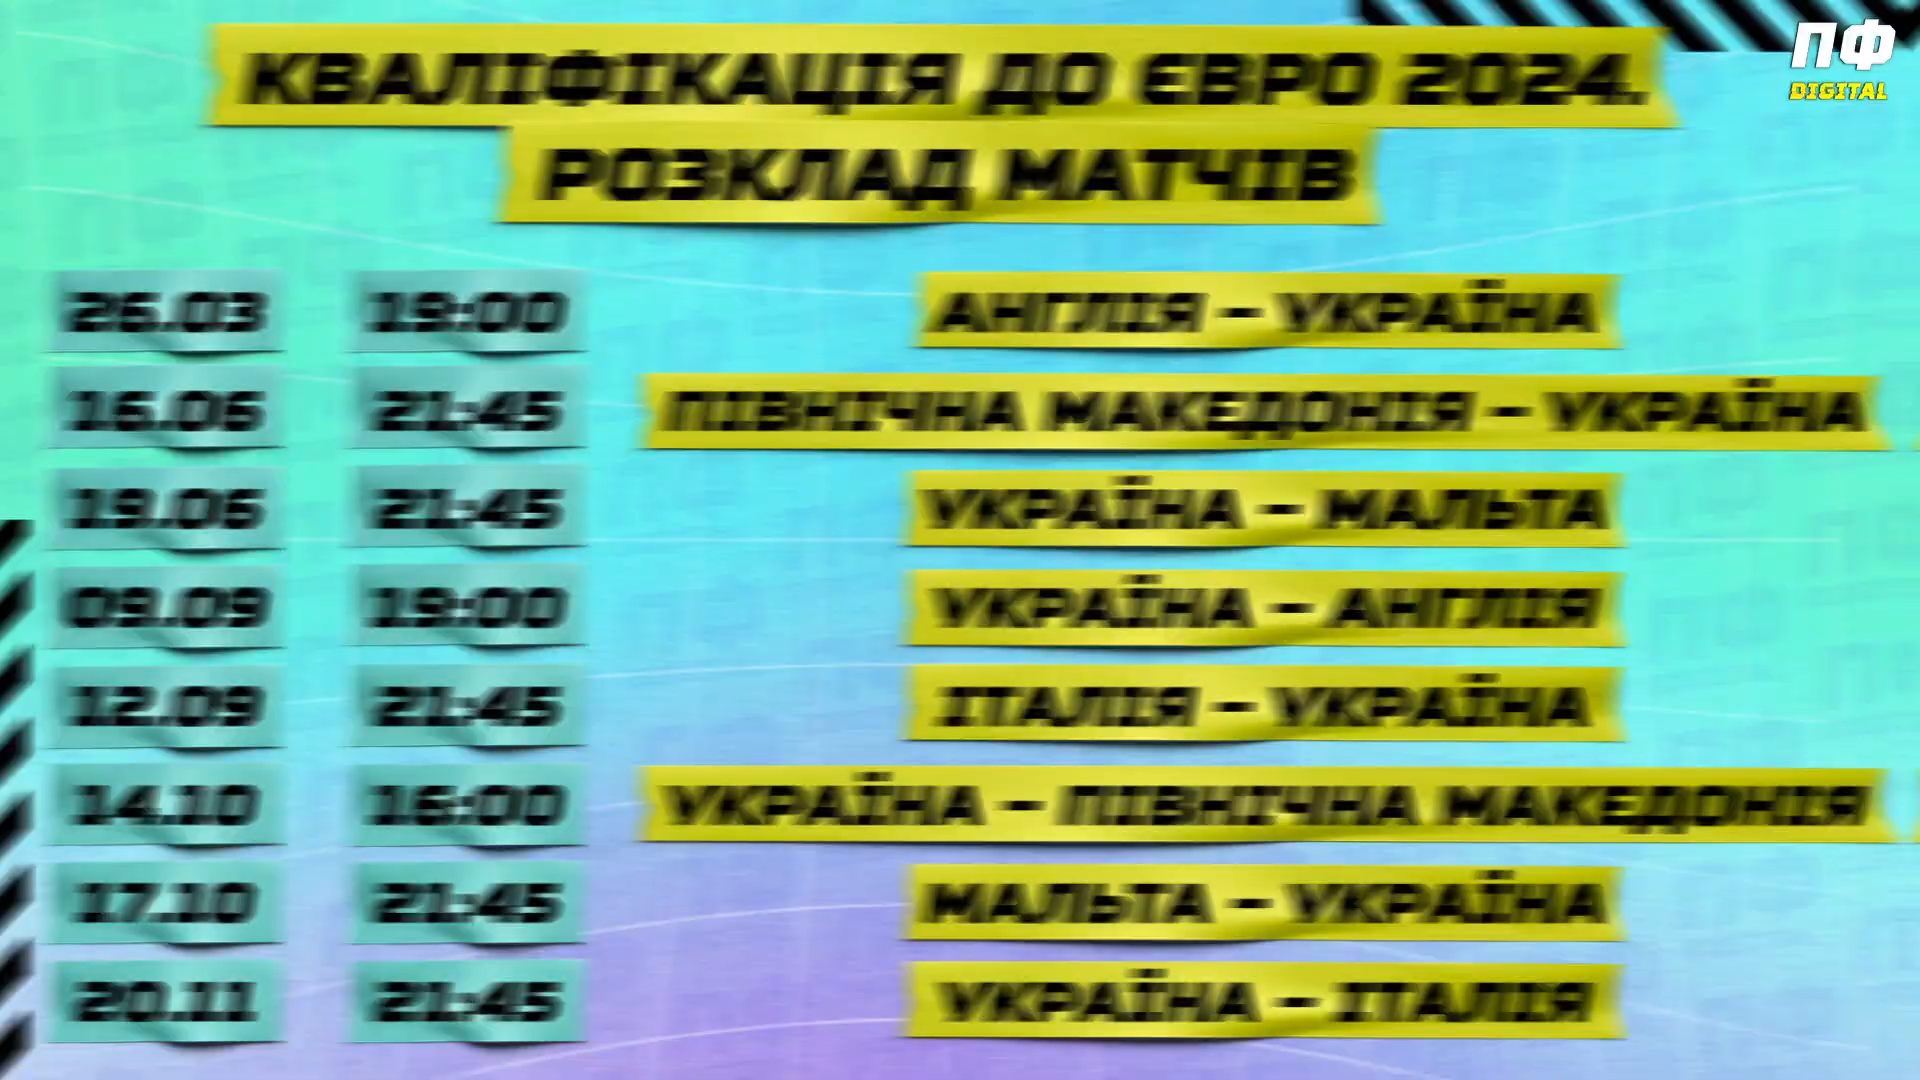 ПФ
DIGITAL
КВАЛІФІКАЦІЯ ДО ЄВРО 2024.
РОЗКЛАД МАТЧІВ
26.03 19:00 АНГЛІЯ – УКРАЇНА
16.06 21:45 ПІВНІЧНА МАКЕДОНІЯ – УКРАЇНА
19.06 21:45 УКРАЇНА – МАЛЬТА
09.09 19:00 УКРАЇНА – АНГЛІЯ
12.09 21:45 ІТАЛІЯ – УКРАЇНА
14.10 16:00 УКРАЇНА – ПІВНІЧНА МАКЕДОНІЯ
17.10 21:45 МАЛЬТА – УКРАЇНА
20.11 21:45 УКРАЇНА – ІТАЛІЯ